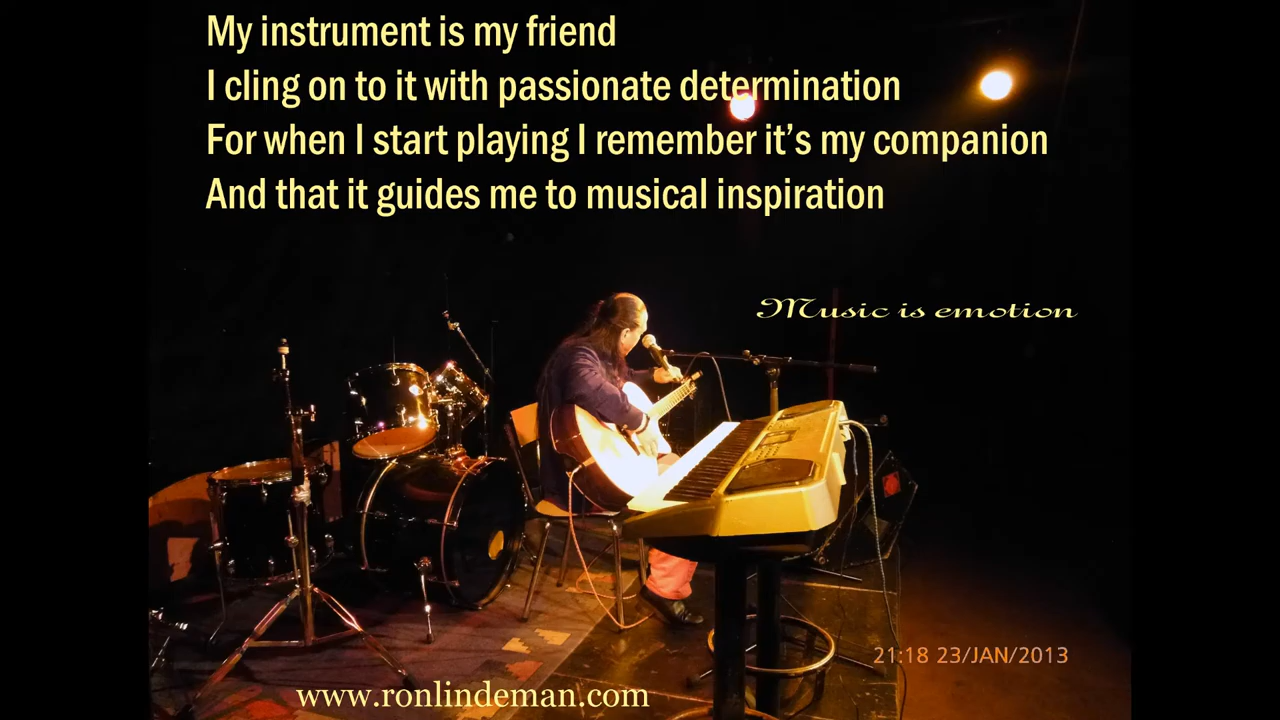 My instrument is my friend
I cling on to it with passionate determination
For when I start playing I remember it’s my companion
And that it guides me to musical inspiration
Music is emotion
21:18 23/JAN/2013
www.ronlindeman.com